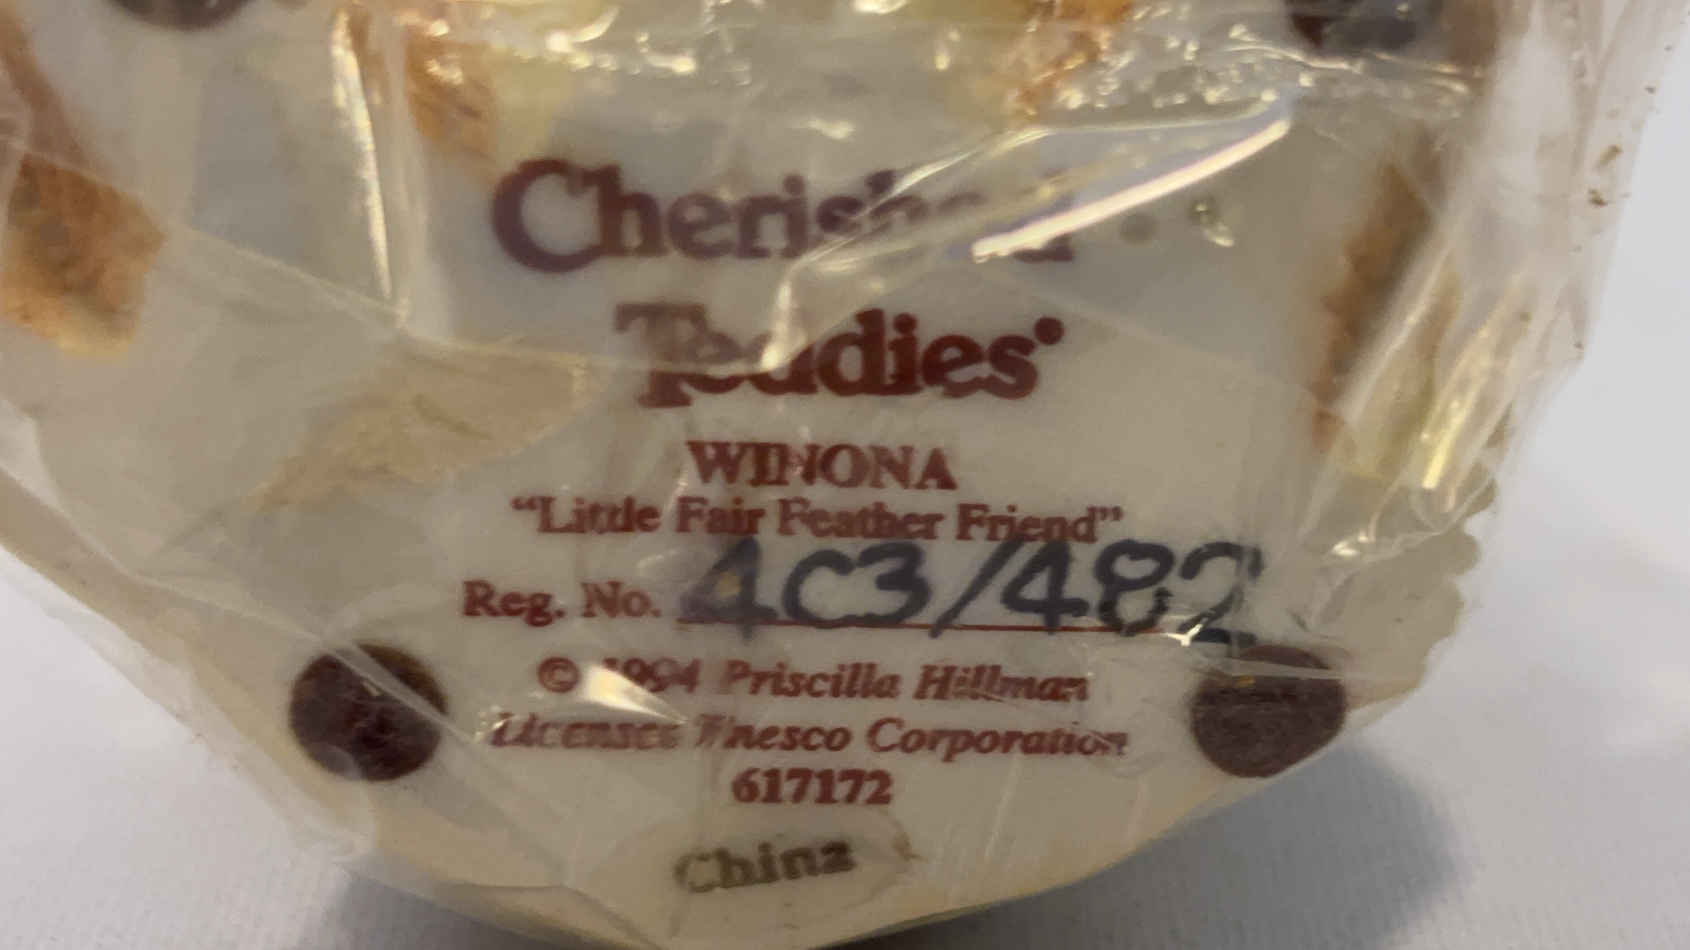 Cherished
Teddies®
WINONA
“Little Fair Feather Friend”
Reg. No. 4C3/482
© 1994 Priscilla Hillman
Licensee Enesco Corporation
617172
China